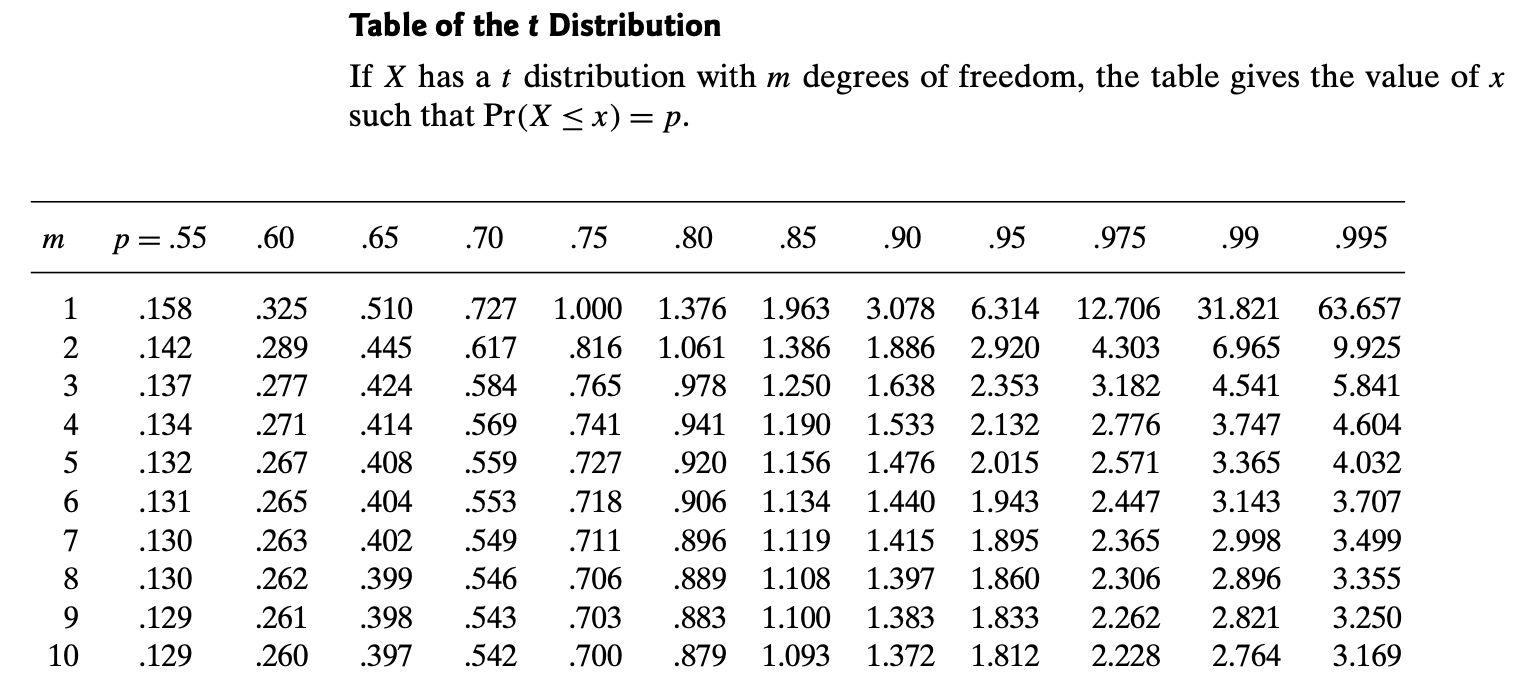 Table of the t Distribution
If X has a t distribution with m degrees of freedom, the table gives the value of x
such that Pr(X ≤ x) = p.
m p = .55 .60 .65 .70 .75 .80 .85 .90 .95 .975 .99 .995
1 .158 .325 .510 .727 1.000 1.376 1.963 3.078 6.314 12.706 31.821 63.657
2 .142 .289 .445 .617 .816 1.061 1.386 1.886 2.920 4.303 6.965 9.925
3 .137 .277 .424 .584 .765 .978 1.250 1.638 2.353 3.182 4.541 5.841
4 .134 .271 .414 .569 .741 .941 1.190 1.533 2.132 2.776 3.747 4.604
5 .132 .267 .408 .559 .727 .920 1.156 1.476 2.015 2.571 3.365 4.032
6 .131 .265 .404 .553 .718 .906 1.134 1.440 1.943 2.447 3.143 3.707
7 .130 .263 .402 .549 .711 .896 1.119 1.415 1.895 2.365 2.998 3.499
8 .130 .262 .399 .546 .706 .889 1.108 1.397 1.860 2.306 2.896 3.355
9 .129 .261 .398 .543 .703 .883 1.100 1.383 1.833 2.262 2.821 3.250
10 .129 .260 .397 .542 .700 .879 1.093 1.372 1.812 2.228 2.764 3.169